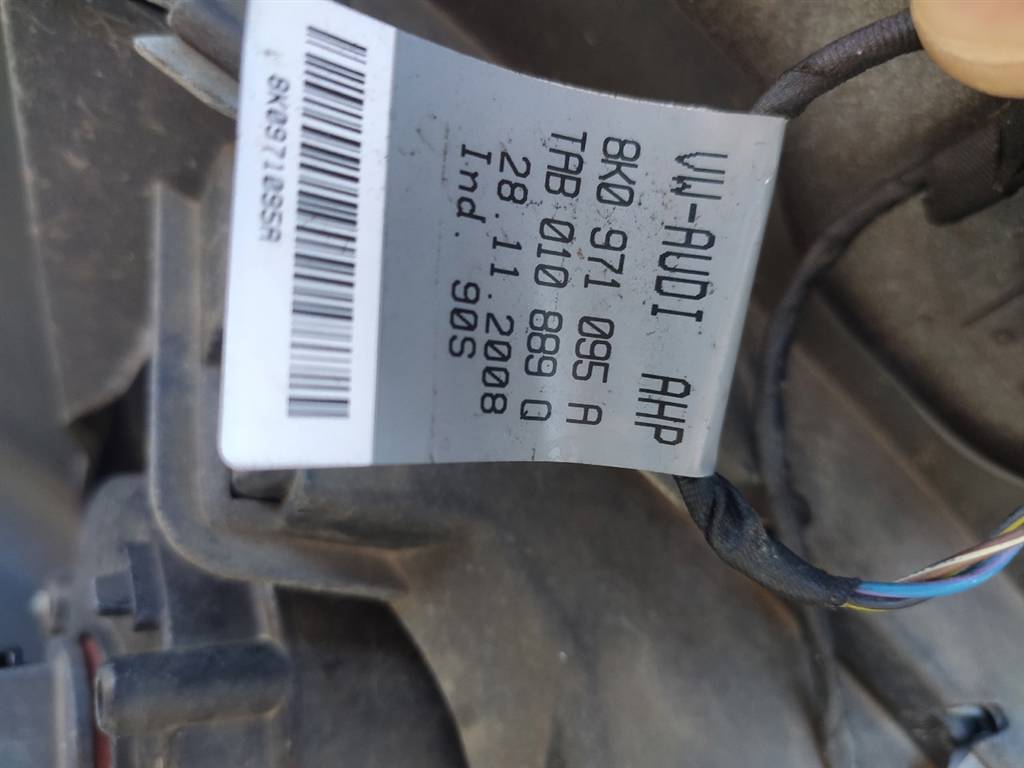 VW-AUDI AHP
8K0 971 095 A
TAB 010 889 Q
28.11.2008
Ind. 90S
8K0971095A